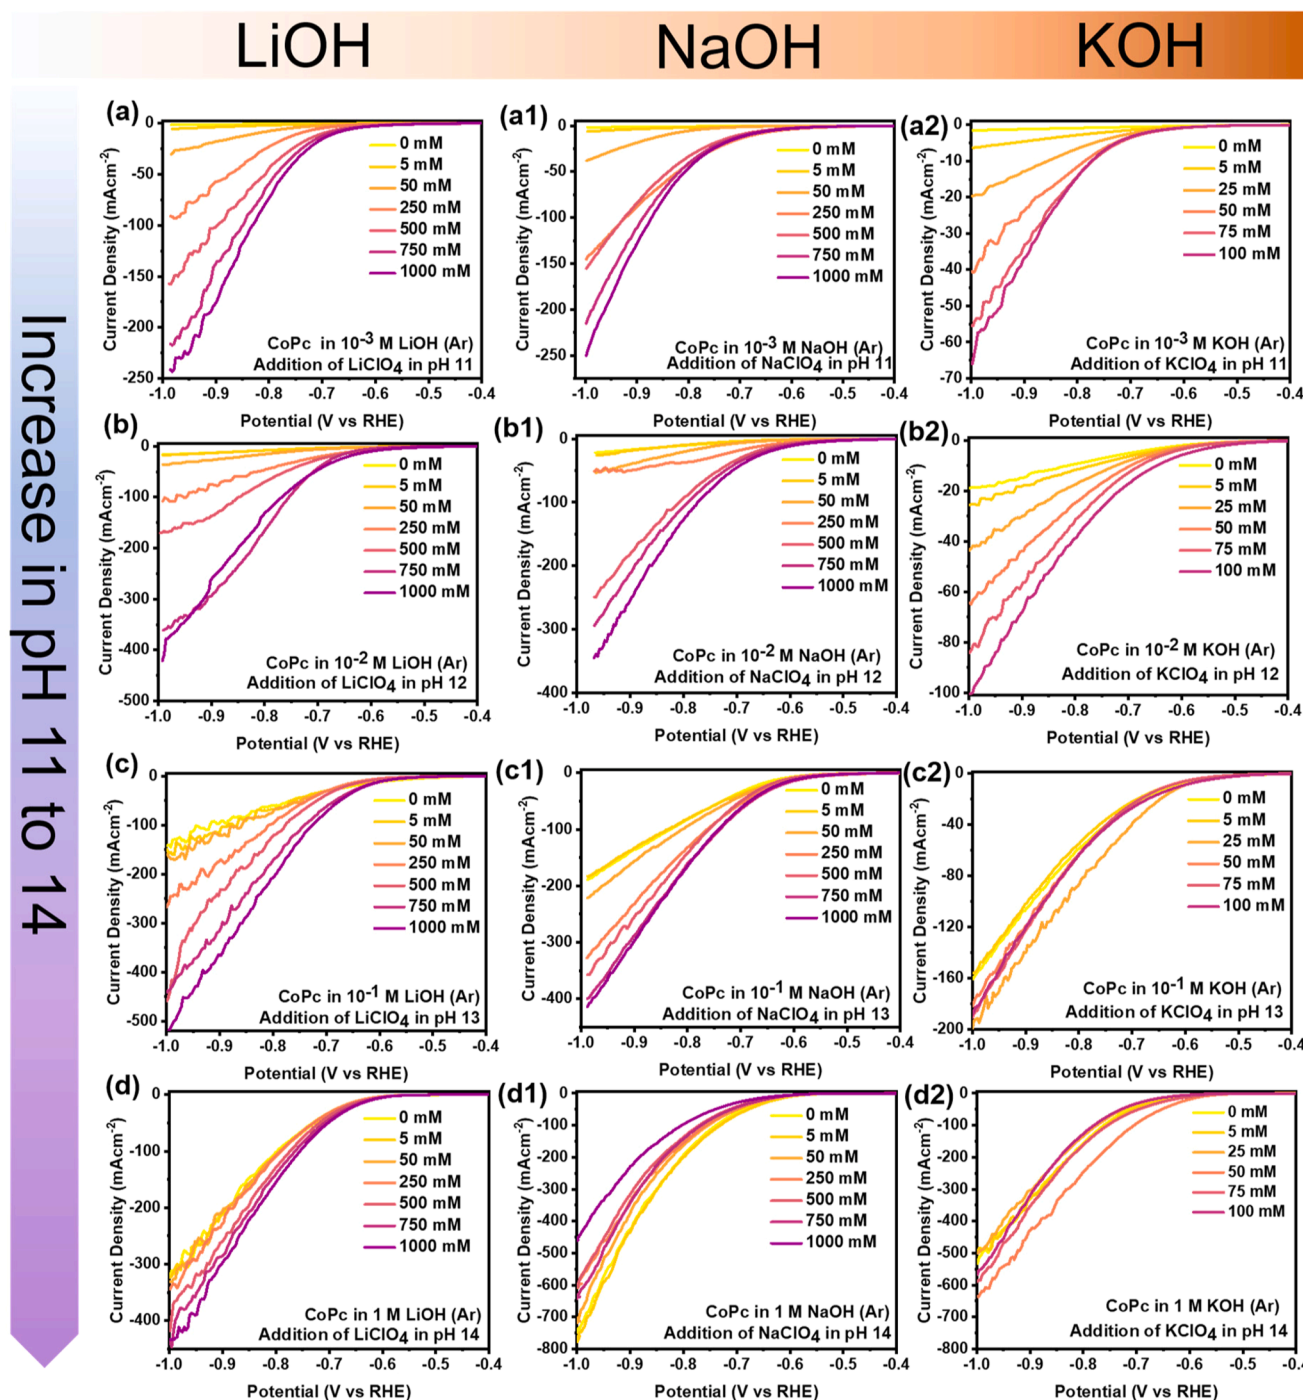 LiOH NaOH KOH
Increase in pH 11 to 14
(a)
Current Density (mAcm-2)
0
-50
-100
-150
-200
-250
0 mM
5 mM
50 mM
250 mM
500 mM
750 mM
1000 mM
CoPc in 10-3 M LiOH (Ar)
Addition of LiClO4 in pH 11
-1.0 -0.9 -0.8 -0.7 -0.6 -0.5 -0.4
Potential (V vs RHE)
(a1)
Current Density (mAcm-2)
0
-50
-100
-150
-200
-250
0 mM
5 mM
50 mM
250 mM
500 mM
750 mM
1000 mM
CoPc in 10-3 M NaOH (Ar)
Addition of NaClO4 in pH 11
-1.0 -0.9 -0.8 -0.7 -0.6 -0.5 -0.4
Potential (V vs RHE)
(a2)
Current Density (mAcm-2)
0
-10
-20
-30
-40
-50
-60
-70
0 mM
5 mM
25 mM
50 mM
75 mM
100 mM
CoPc in 10-3 M KOH (Ar)
Addition of KClO4 in pH 11
-1.0 -0.9 -0.8 -0.7 -0.6 -0.5 -0.4
Potential (V vs RHE)
(b)
Current Density (mAcm-2)
0
-100
-200
-300
-400
-500
0 mM
5 mM
50 mM
250 mM
500 mM
750 mM
1000 mM
CoPc in 10-2 M LiOH (Ar)
Addition of LiClO4 in pH 12
-1.0 -0.9 -0.8 -0.7 -0.6 -0.5 -0.4
Potential (V vs RHE)
(b1)
Current Density (mAcm-2)
0
-100
-200
-300
-400
0 mM
5 mM
50 mM
250 mM
500 mM
750 mM
1000 mM
CoPc in 10-2 M NaOH (Ar)
Addition of NaClO4 in pH 12
-1.0 -0.9 -0.8 -0.7 -0.6 -0.5 -0.4
Potential (V vs RHE)
(b2)
Current Density (mAcm-2)
0
-20
-40
-60
-80
-100
0 mM
5 mM
25 mM
50 mM
75 mM
100 mM
CoPc in 10-2 M KOH (Ar)
Addition of KClO4 in pH 12
-1.0 -0.9 -0.8 -0.7 -0.6 -0.5 -0.4
Potential (V vs RHE)
(c)
Current Density (mAcm-2)
0
-100
-200
-300
-400
-500
0 mM
5 mM
50 mM
250 mM
500 mM
750 mM
1000 mM
CoPc in 10-1 M LiOH (Ar)
Addition of LiClO4 in pH 13
-1.0 -0.9 -0.8 -0.7 -0.6 -0.5 -0.4
Potential (V vs RHE)
(c1)
Current Density (mAcm-2)
0
-100
-200
-300
-400
0 mM
5 mM
50 mM
250 mM
500 mM
750 mM
1000 mM
CoPc in 10-1 M NaOH (Ar)
Addition of NaClO4 in pH 13
-1.0 -0.9 -0.8 -0.7 -0.6 -0.5 -0.4
Potential (V vs RHE)
(c2)
Current Density (mAcm-2)
0
-40
-80
-120
-160
-200
0 mM
5 mM
25 mM
50 mM
75 mM
100 mM
CoPc in 10-1 M KOH (Ar)
Addition of KClO4 in pH 13
-1.0 -0.9 -0.8 -0.7 -0.6 -0.5 -0.4
Potential (V vs RHE)
(d)
Current Density (mAcm-2)
0
-100
-200
-300
-400
0 mM
5 mM
50 mM
250 mM
500 mM
750 mM
1000 mM
CoPc in 1 M LiOH (Ar)
Addition of LiClO4 in pH 14
-1.0 -0.9 -0.8 -0.7 -0.6 -0.5 -0.4
Potential (V vs RHE)
(d1)
Current Density (mAcm-2)
0
-100
-200
-300
-400
-500
-600
-700
-800
0 mM
5 mM
50 mM
250 mM
500 mM
750 mM
1000 mM
CoPc in 1 M NaOH (Ar)
Addition of NaClO4 in pH 14
-1.0 -0.9 -0.8 -0.7 -0.6 -0.5 -0.4
Potential (V vs RHE)
(d2)
Current Density (mAcm-2)
0
-100
-200
-300
-400
-500
-600
-700
-800
0 mM
5 mM
25 mM
50 mM
75 mM
100 mM
CoPc in 1 M KOH (Ar)
Addition of KClO4 in pH 14
-1.0 -0.9 -0.8 -0.7 -0.6 -0.5 -0.4
Potential (V vs RHE)